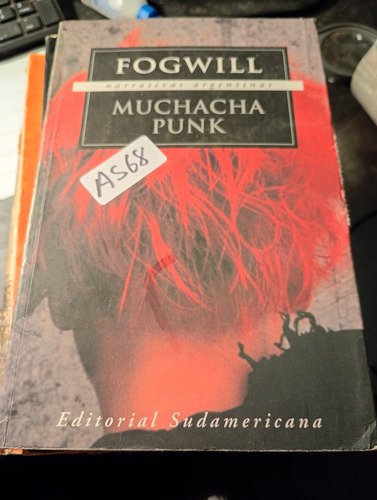 FOGWILL
narrativas argentinas
MUCHACHA
PUNK
AS68
Editorial Sudamericana